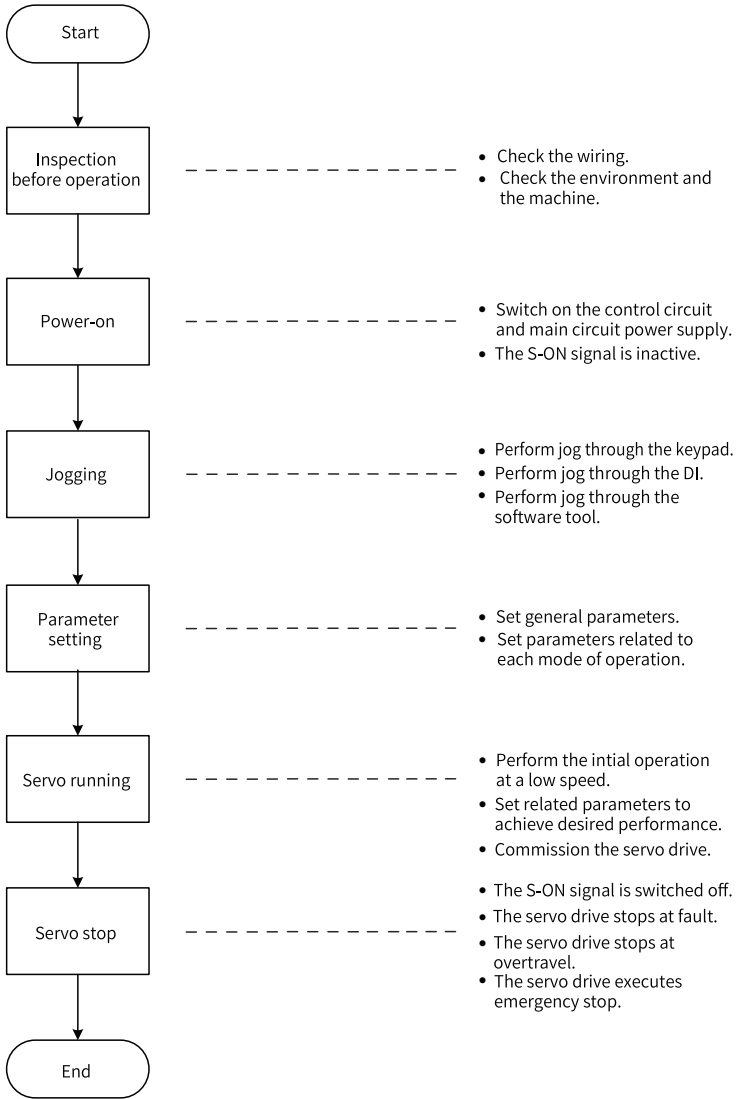 Start
Inspection
before operation
• Check the wiring.
• Check the environment and
the machine.
Power-on
• Switch on the control circuit
and main circuit power supply.
• The S-ON signal is inactive.
Jogging
• Perform jog through the keypad.
• Perform jog through the DI.
• Perform jog through the
software tool.
Parameter
setting
• Set general parameters.
• Set parameters related to
each mode of operation.
Servo running
• Perform the intial operation
at a low speed.
• Set related parameters to
achieve desired performance.
• Commission the servo drive.
Servo stop
• The S-ON signal is switched off.
• The servo drive stops at fault.
• The servo drive stops at
overtravel.
• The servo drive executes
emergency stop.
End